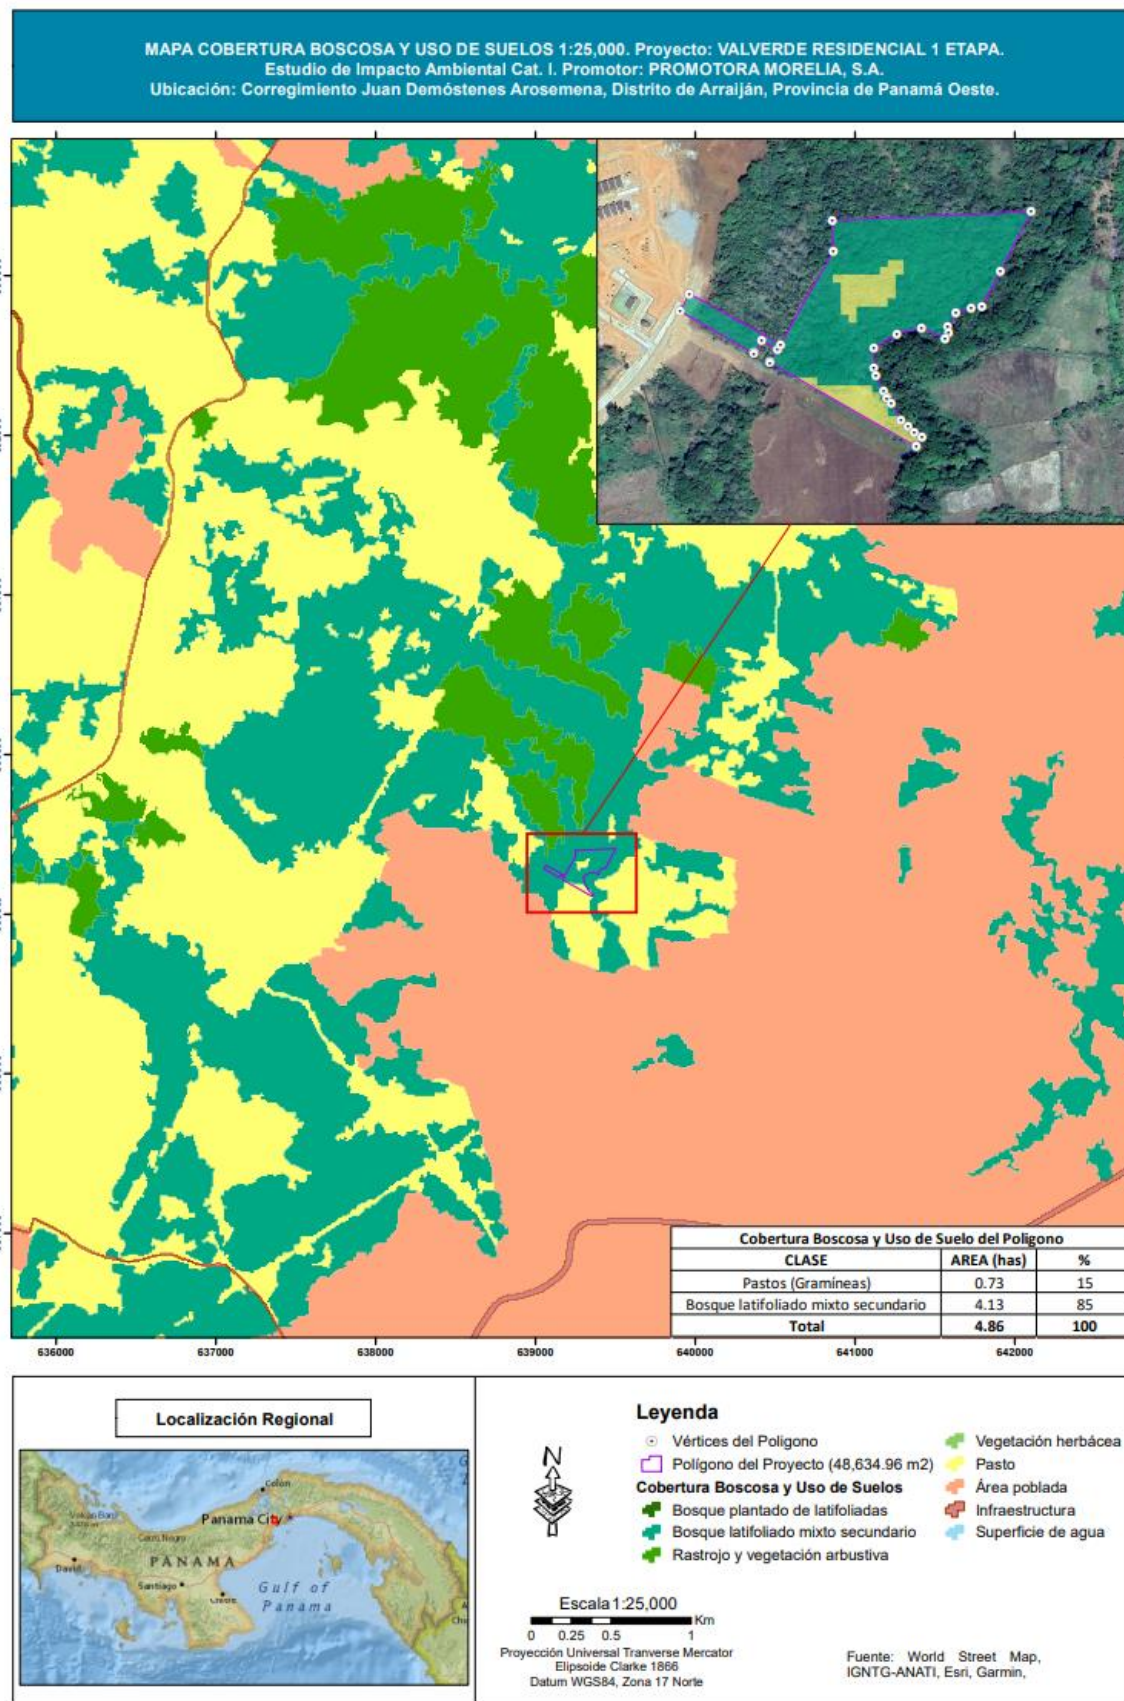 MAPA COBERTURA BOSCOSA Y USO DE SUELOS 1:25,000. Proyecto: VALVERDE RESIDENCIAL 1 ETAPA.
Estudio de Impacto Ambiental Cat. I. Promotor: PROMOTORA MORELIA, S.A.
Ubicación: Corregimiento Juan Demóstenes Arosemena, Distrito de Arraiján, Provincia de Panamá Oeste.
Cobertura Boscosa y Uso de Suelo del Poligono
CLASE AREA (has) %
Pastos (Gramíneas) 0.73 15
Bosque latifoliado mixto secundario 4.13 85
Total 4.86 100
636000 637000 638000 639000 640000 641000 642000
Localización Regional
Colón
Panama City
PANAMA
David
Santiago
Gulf of
Panama
N
Leyenda
Vértices del Poligono
Polígono del Proyecto (48,634.96 m2)
Cobertura Boscosa y Uso de Suelos
Bosque plantado de latifoliadas
Bosque latifoliado mixto secundario
Rastrojo y vegetación arbustiva
Vegetación herbácea
Pasto
Área poblada
Infraestructura
Superficie de agua
Escala 1:25,000
Km
0 0.25 0.5 1
Proyección Universal Tranverse Mercator
Elipsoide Clarke 1866
Datum WGS84, Zona 17 Norte
Fuente: World Street Map,
IGNTG-ANATI, Esri, Garmin,